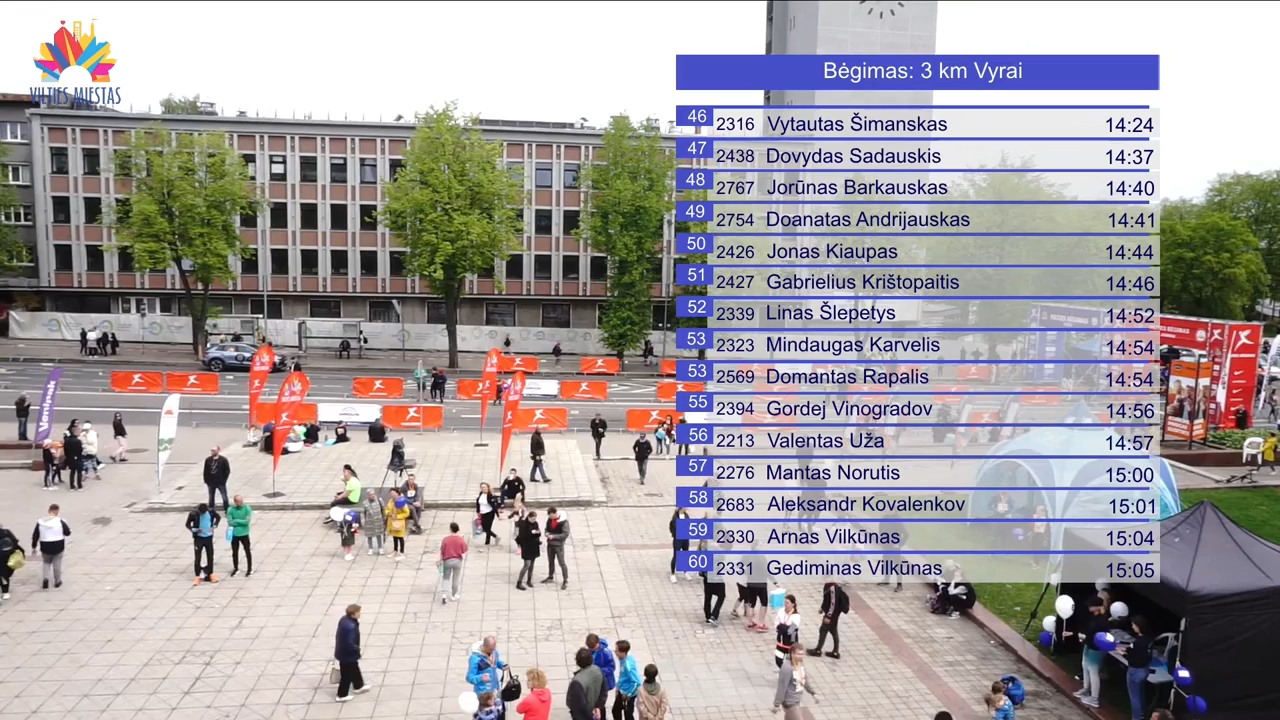 VILTIES MIESTAS
Bėgimas: 3 km Vyrai
46 2316 Vytautas Šimanskas 14:24
47 2438 Dovydas Sadauskis 14:37
48 2767 Jorūnas Barkauskas 14:40
49 2754 Doanatas Andrijauskas 14:41
50 2426 Jonas Kiaupas 14:44
51 2427 Gabrielius Krištopaitis 14:46
52 2339 Linas Šlepetys 14:52
53 2323 Mindaugas Karvelis 14:54
53 2569 Domantas Rapalis 14:54
55 2394 Gordej Vinogradov 14:56
56 2213 Valentas Uža 14:57
57 2276 Mantas Norutis 15:00
58 2683 Aleksandr Kovalenkov 15:01
59 2330 Arnas Vilkūnas 15:04
60 2331 Gediminas Vilkūnas 15:05
Venipak